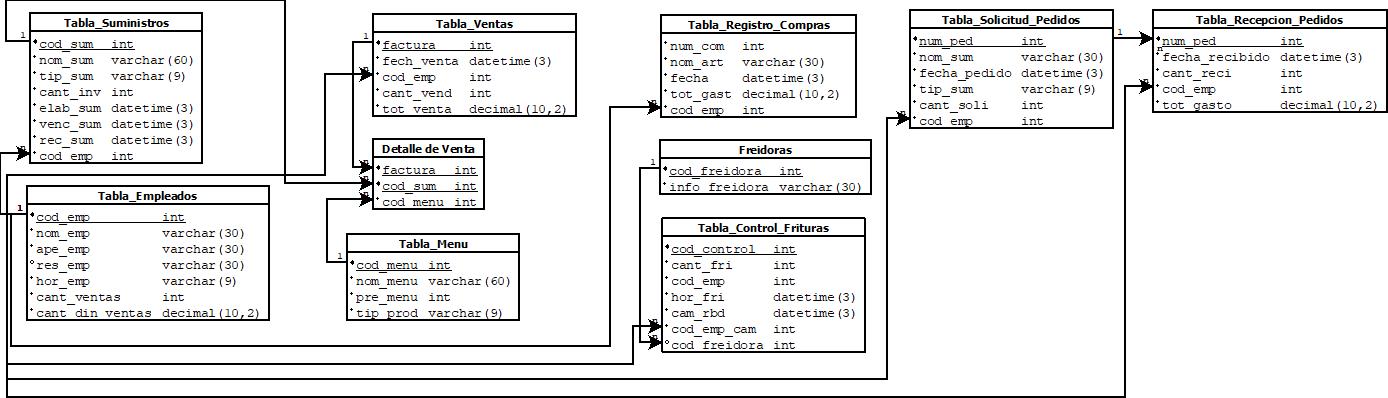 Tabla_Suministros
cod_sum int
nom_sum varchar(60)
tip_sum varchar(9)
cant_inv int
elab_sum datetime(3)
venc_sum datetime(3)
rec_sum datetime(3)
cod_emp int
Tabla_Empleados
cod_emp int
nom_emp varchar(30)
ape_emp varchar(30)
res_emp varchar(30)
hor_emp varchar(9)
cant_ventas int
cant_din_ventas decimal(10,2)
Tabla_Ventas
factura int
fech_venta datetime(3)
cod_emp int
cant_vend int
tot_venta decimal(10,2)
Detalle de Venta
factura int
cod_sum int
cod_menu int
Tabla_Menu
cod_menu int
nom_menu varchar(60)
pre_menu int
tip_prod varchar(9)
Tabla_Registro_Compras
num_com int
nom_art varchar(30)
fecha datetime(3)
tot_gast decimal(10,2)
cod_emp int
Freidoras
cod_freidora int
info_freidora varchar(30)
Tabla_Control_Frituras
cod_control int
cant_fri int
cod_emp int
hor_fri datetime(3)
cam_rbd datetime(3)
cod_emp_cam int
cod_freidora int
Tabla_Solicitud_Pedidos
num_ped int
nom_sum varchar(30)
fecha_pedido datetime(3)
tip_sum varchar(9)
cant_soli int
cod_emp int
Tabla_Recepcion_Pedidos
num_ped int
fecha_recibido datetime(3)
cant_reci int
cod_emp int
tot_gasto decimal(10,2)
1
1
1
1
1
1